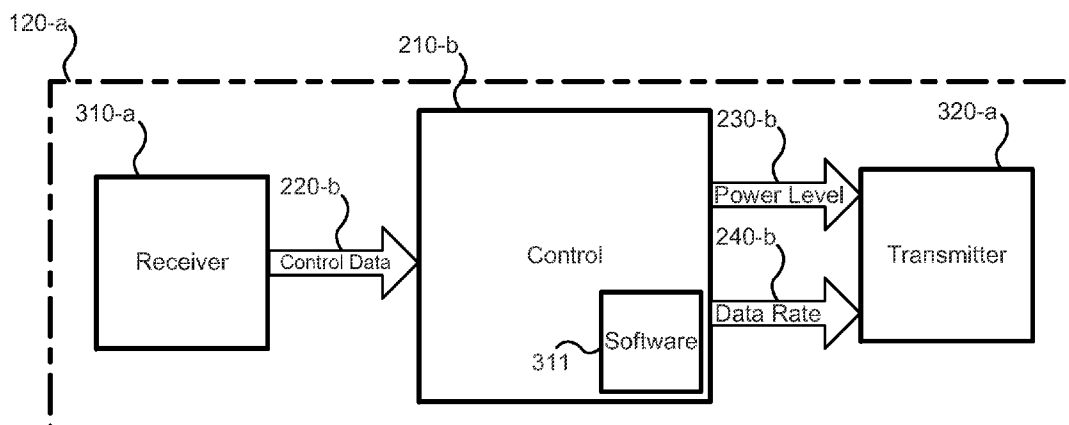 120-a
210-b
310-a
230-b
320-a
220-b
Power Level
240-b
Receiver
Control Data
Control
Transmitter
Data Rate
Software
311